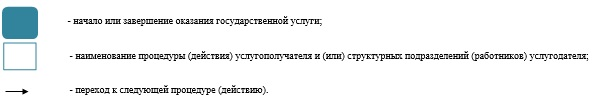 - начало или завершение оказания государственной услуги;
- наименование процедуры (действия) услугополучателя и (или) структурных подразделений (работников) услугодателя;
- переход к следующей процедуре (действию).